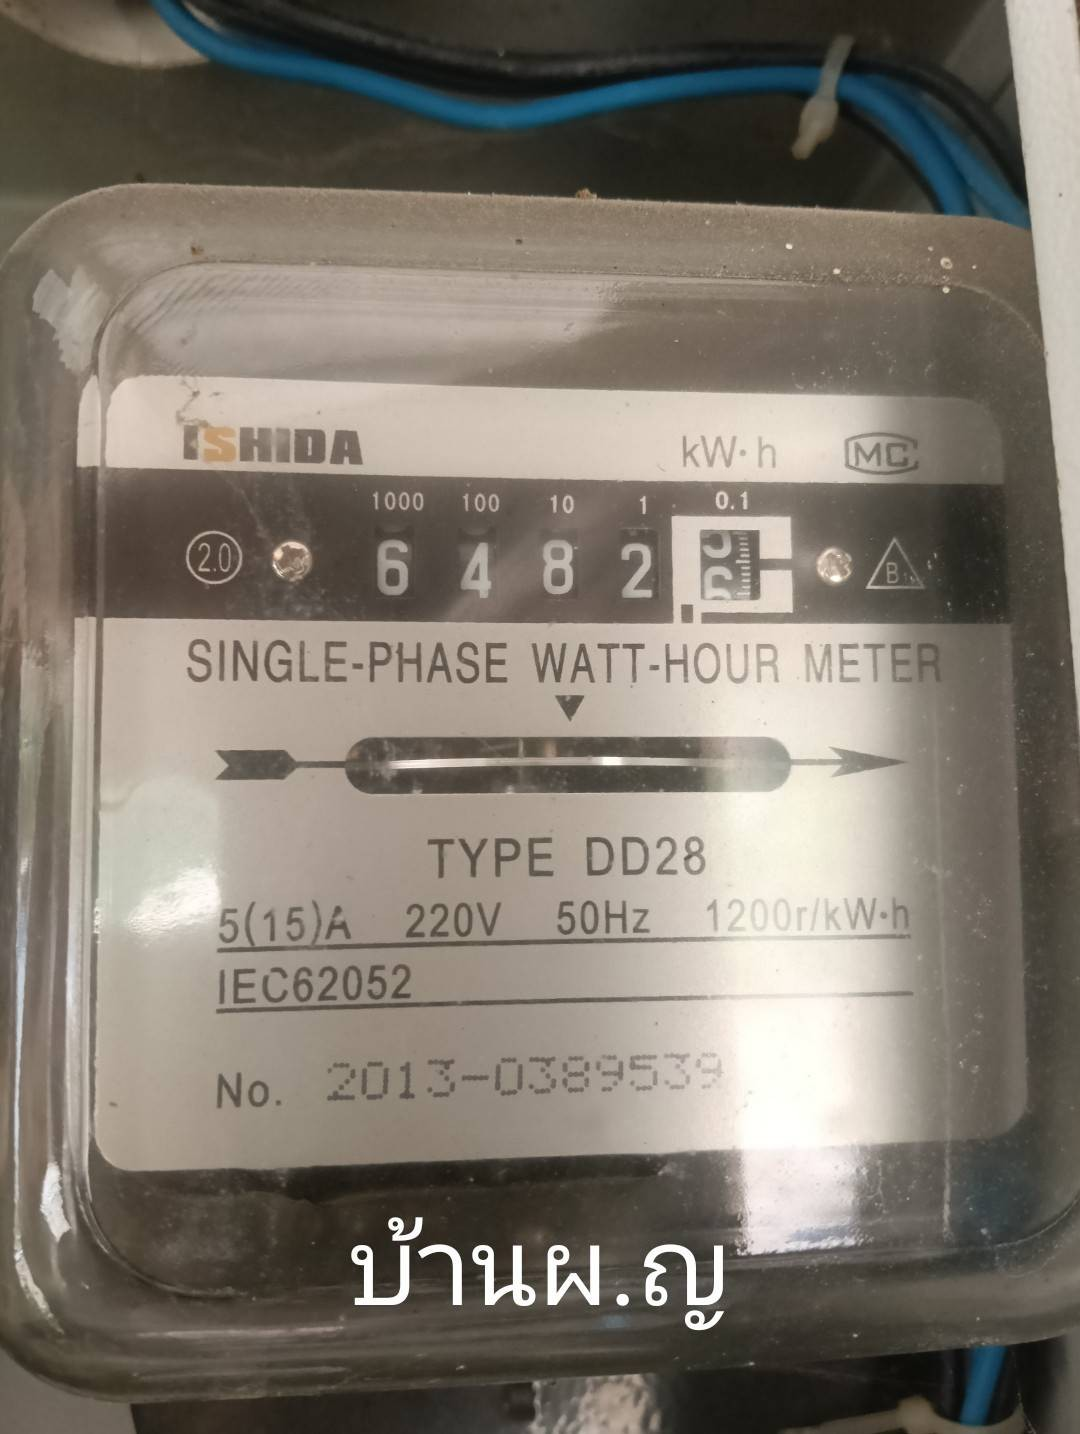 ISHIDA kW·h MC
1000 100 10 1 0.1
2.0 6 4 8 2 B
SINGLE-PHASE WATT-HOUR METER
TYPE DD28
5(15)A 220V 50Hz 1200r/kW·h
IEC62052
No. 2013-0389539
บ้านผ.ญ